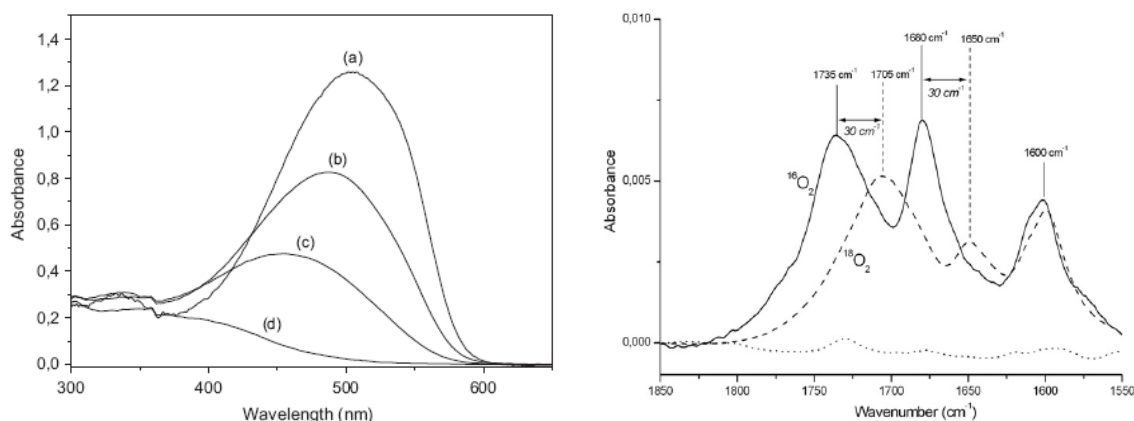 1,4
1,2
1,0
0,8
0,6
0,4
0,2
0,0
Absorbance
(a)
(b)
(c)
(d)
300 400 500 600
Wavelength (nm)
0,010
0,005
0,000
Absorbance
1680 cm⁻¹ 1650 cm⁻¹
1735 cm⁻¹ 1705 cm⁻¹
30 cm⁻¹
30 cm⁻¹
1600 cm⁻¹
¹⁶O₂
¹⁸O₂
1850 1800 1750 1700 1650 1600 1550
Wavenumber (cm⁻¹)